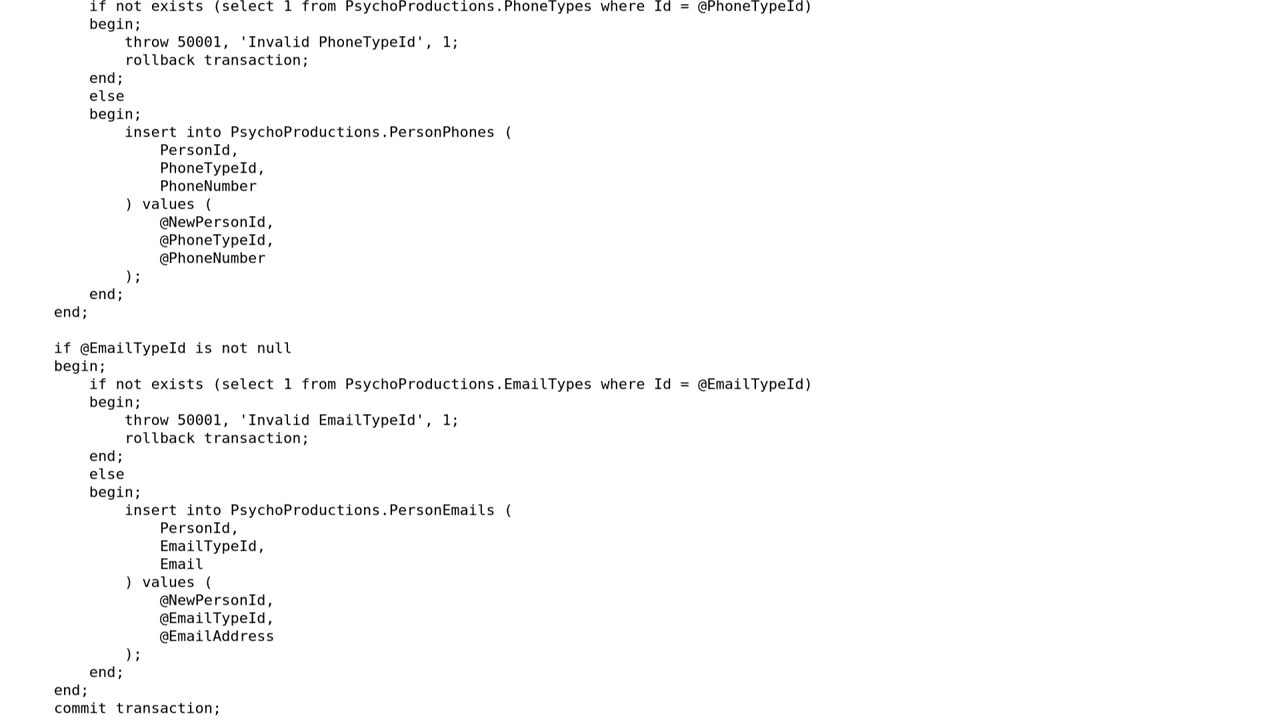 if not exists (select 1 from PsychoProductions.PhoneTypes where Id = @PhoneTypeId)
begin;
throw 50001, 'Invalid PhoneTypeId', 1;
rollback transaction;
end;
else
begin;
insert into PsychoProductions.PersonPhones (
PersonId,
PhoneTypeId,
PhoneNumber
) values (
@NewPersonId,
@PhoneTypeId,
@PhoneNumber
);
end;
end;
if @EmailTypeId is not null
begin;
if not exists (select 1 from PsychoProductions.EmailTypes where Id = @EmailTypeId)
begin;
throw 50001, 'Invalid EmailTypeId', 1;
rollback transaction;
end;
else
begin;
insert into PsychoProductions.PersonEmails (
PersonId,
EmailTypeId,
Email
) values (
@NewPersonId,
@EmailTypeId,
@EmailAddress
);
end;
end;
commit transaction;